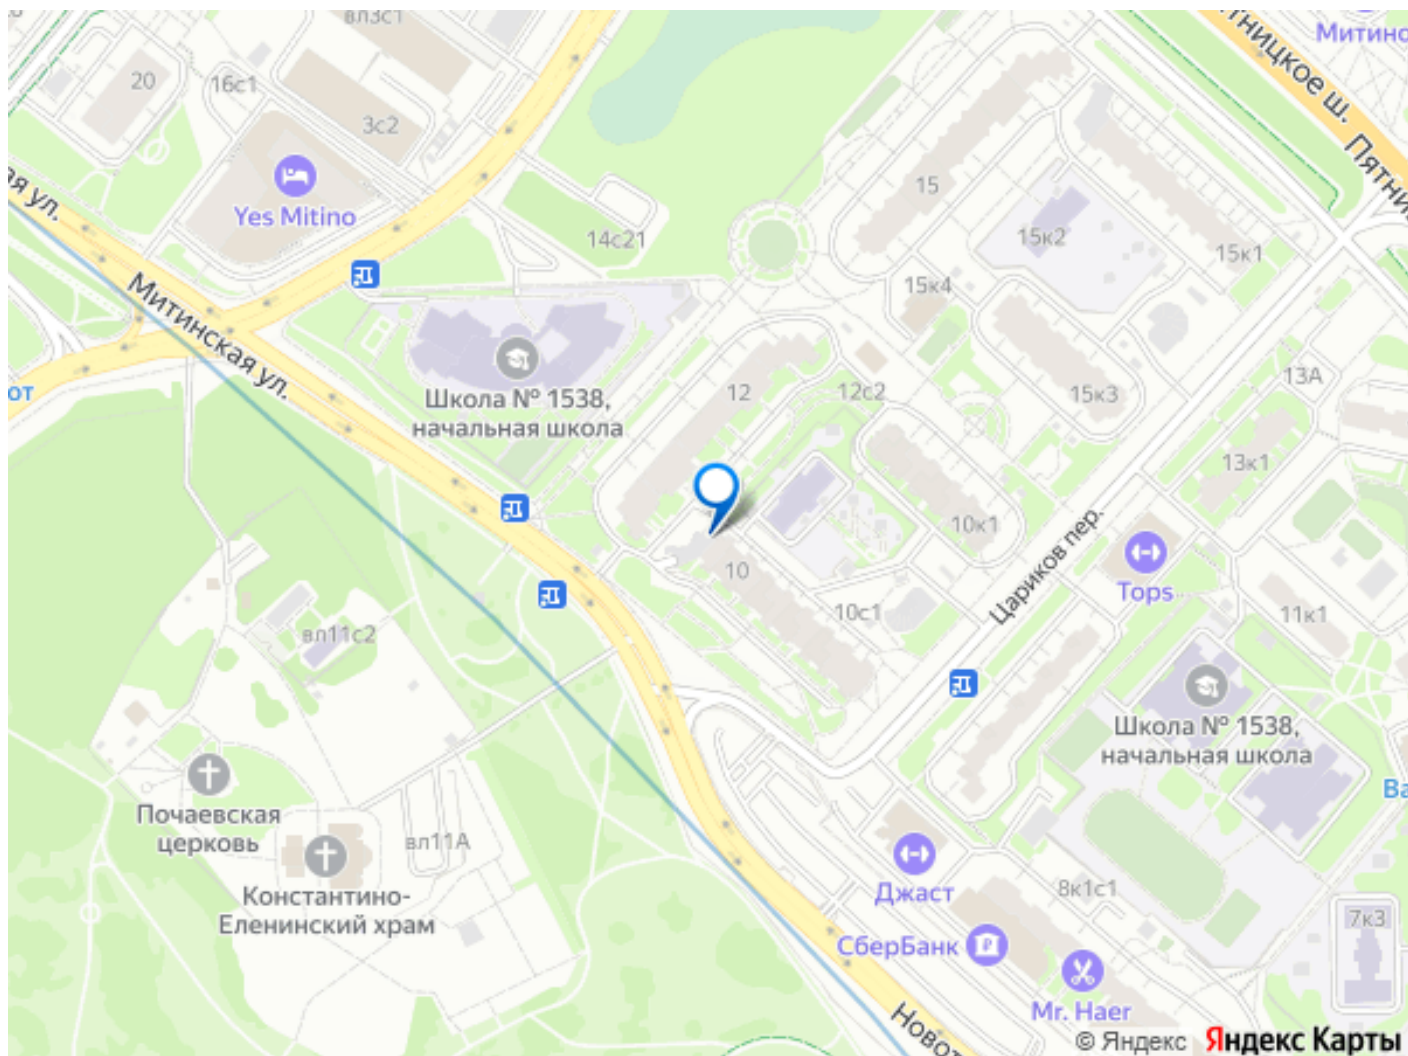 вл3с1
Митино
тницкое ш.
Пятни
20
16с1
3с2
ая ул.
Yes Mitino
14с21
15
15к2
15к1
15к4
Митинская ул.
от
Школа № 1538,
начальная школа
12
12с2
15к3
13А
13к1
10к1
Цариков пер.
Tops
10
10с1
11к1
вл11с2
Школа № 1538,
начальная школа
Ва
Почаевская
церковь
вл11А
Константино-
Еленинский храм
Джаст
8к1с1
7к3
СберБанк
Mr. Haer
Новот
© Яндекс Яндекс Карты